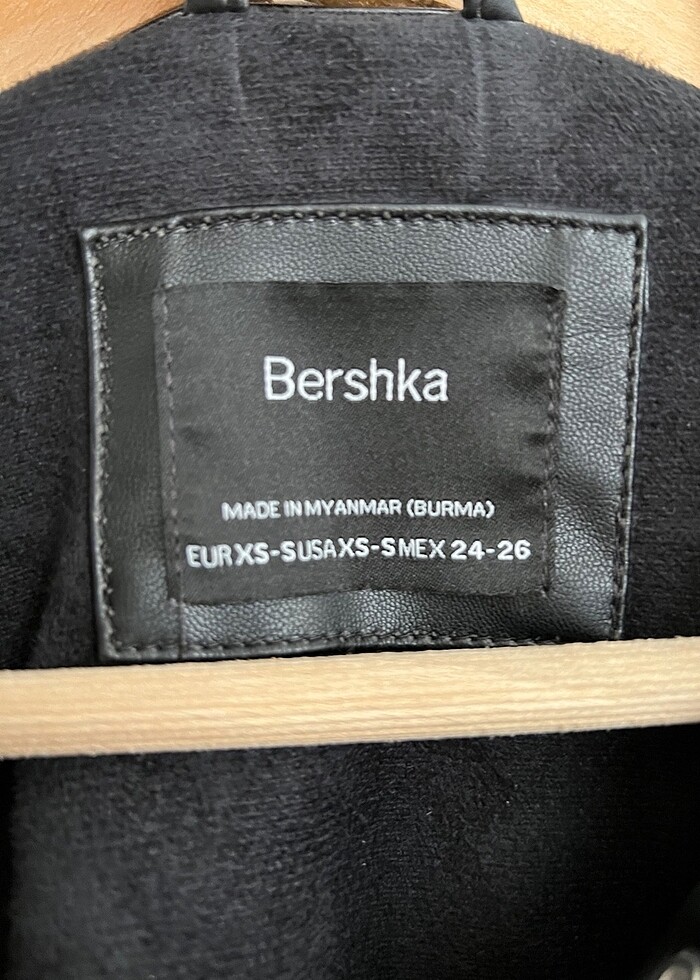 Bershka
MADE IN MYANMAR (BURMA)
EUR XS-S USA XS-S MEX 24-26